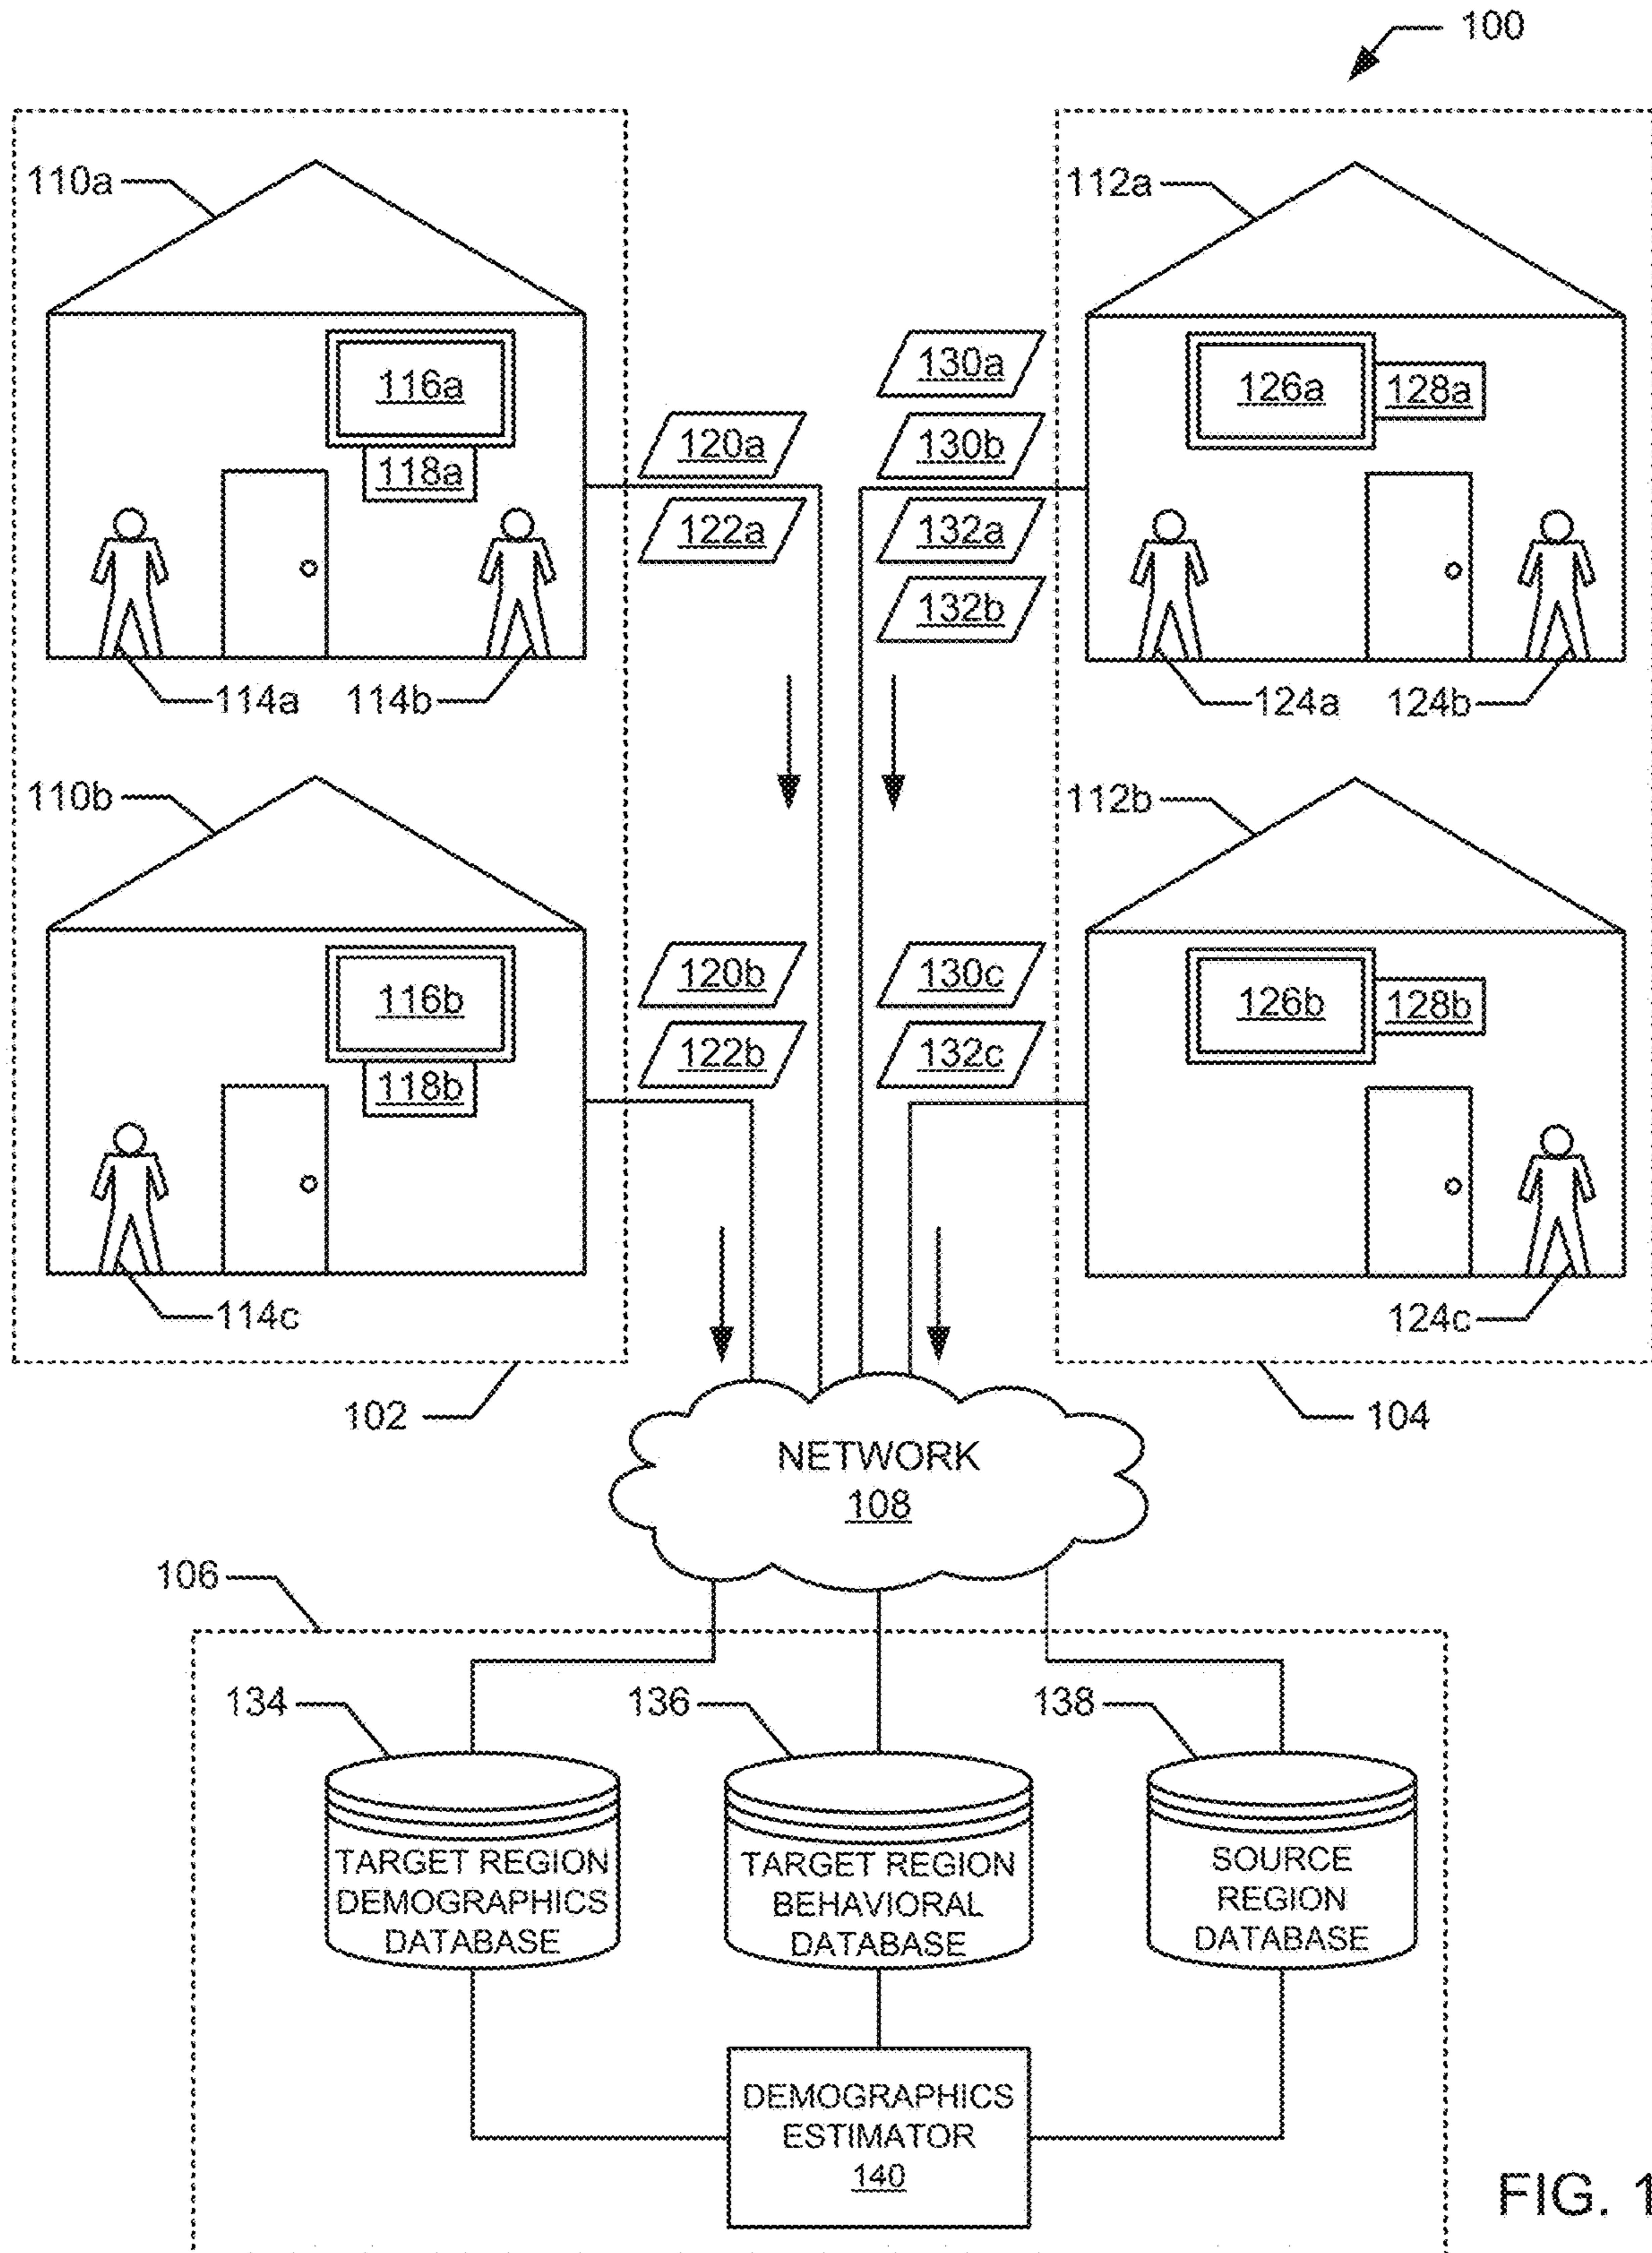 100
110a
112a
116a
118a
120a
122a
130a
130b
132a
132b
126a
128a
114a
114b
124a
124b
110b
112b
116b
118b
120b
122b
130c
132c
126b
128b
114c
124c
102
104
NETWORK
108
106
134
136
138
TARGET REGION
DEMOGRAPHICS
DATABASE
TARGET REGION
BEHAVIORAL
DATABASE
SOURCE
REGION
DATABASE
DEMOGRAPHICS
ESTIMATOR
140
FIG. 1